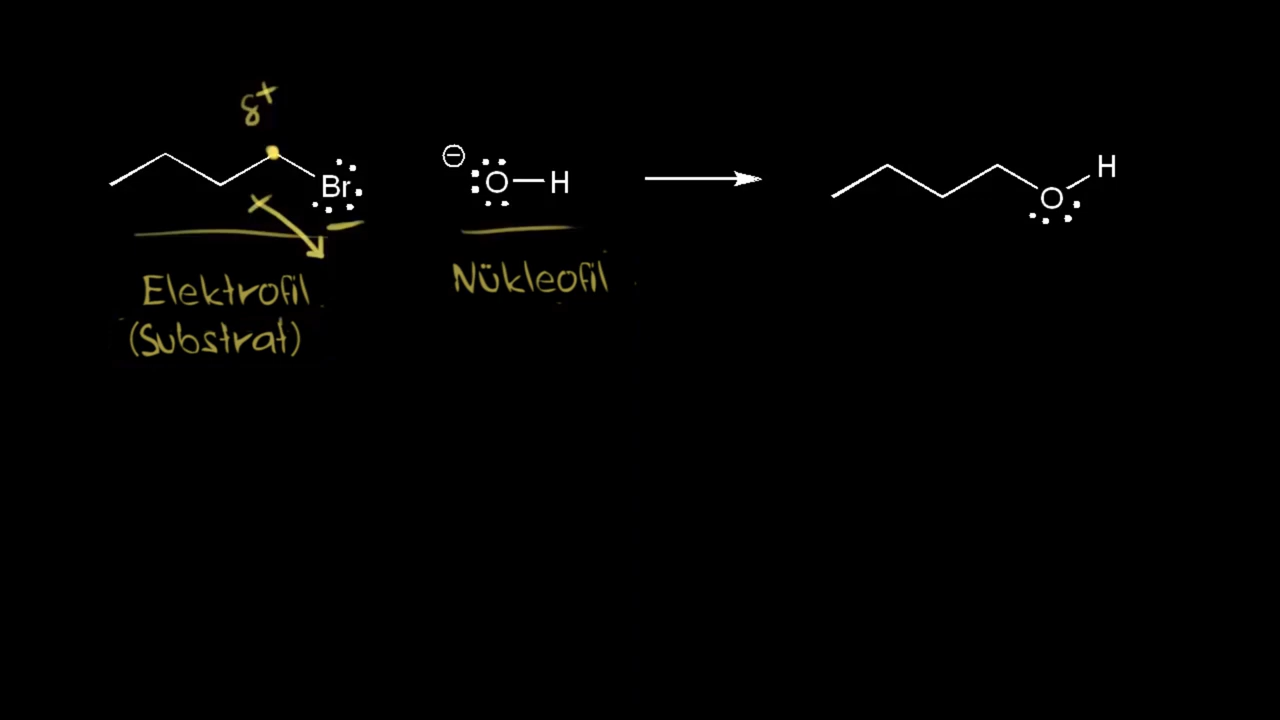 δ+
Br
⊖
O—H
H
O
Elektrofil
(Substrat)
Nükleofil